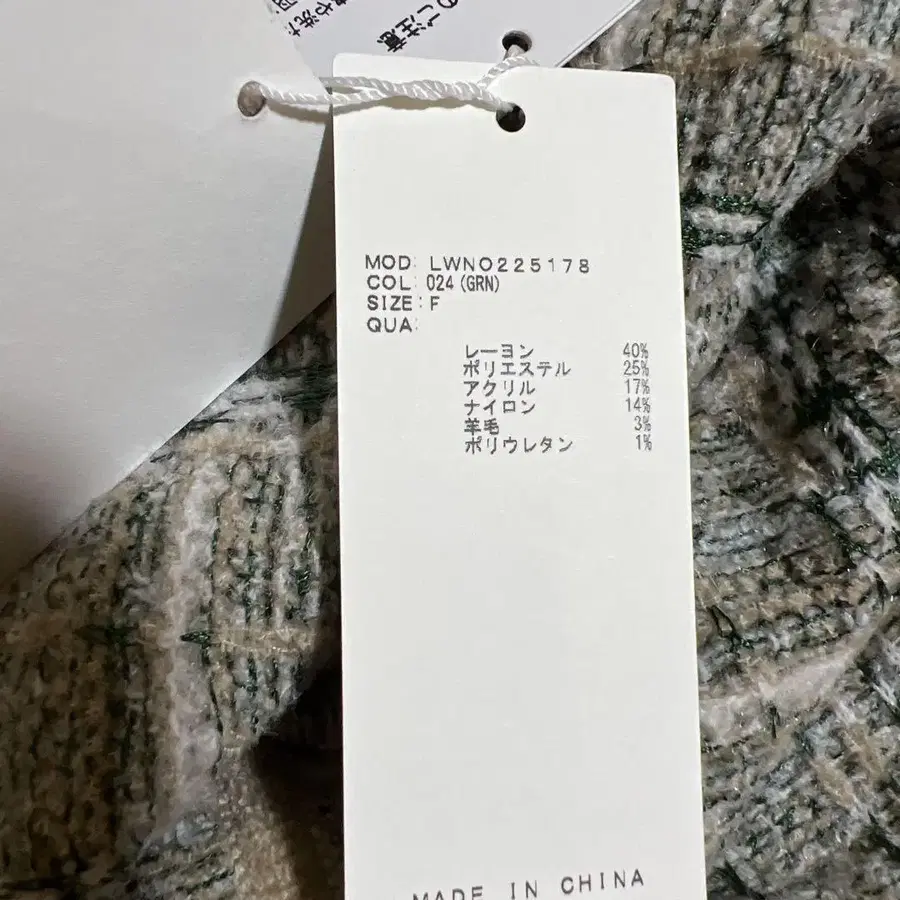 MOD: LWNO225178
COL: 024 (GRN)
SIZE: F
QUA:
レーヨン 40%
ポリエステル 25%
アクリル 17%
ナイロン 14%
羊毛 3%
ポリウレタン 1%
MADE IN CHINA